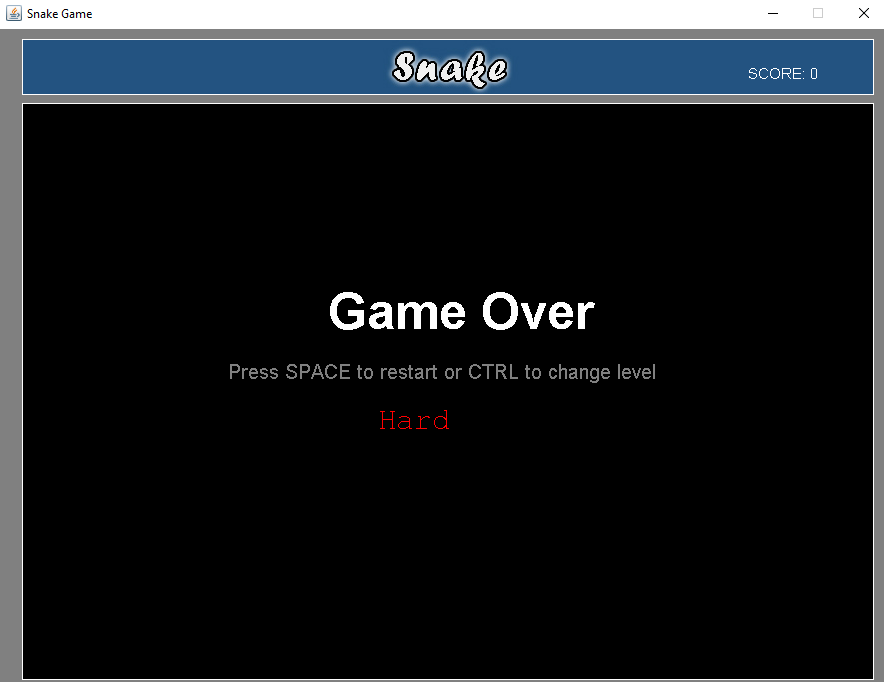 Snake Game
Snake
SCORE: 0
Game Over
Press SPACE to restart or CTRL to change level
Hard